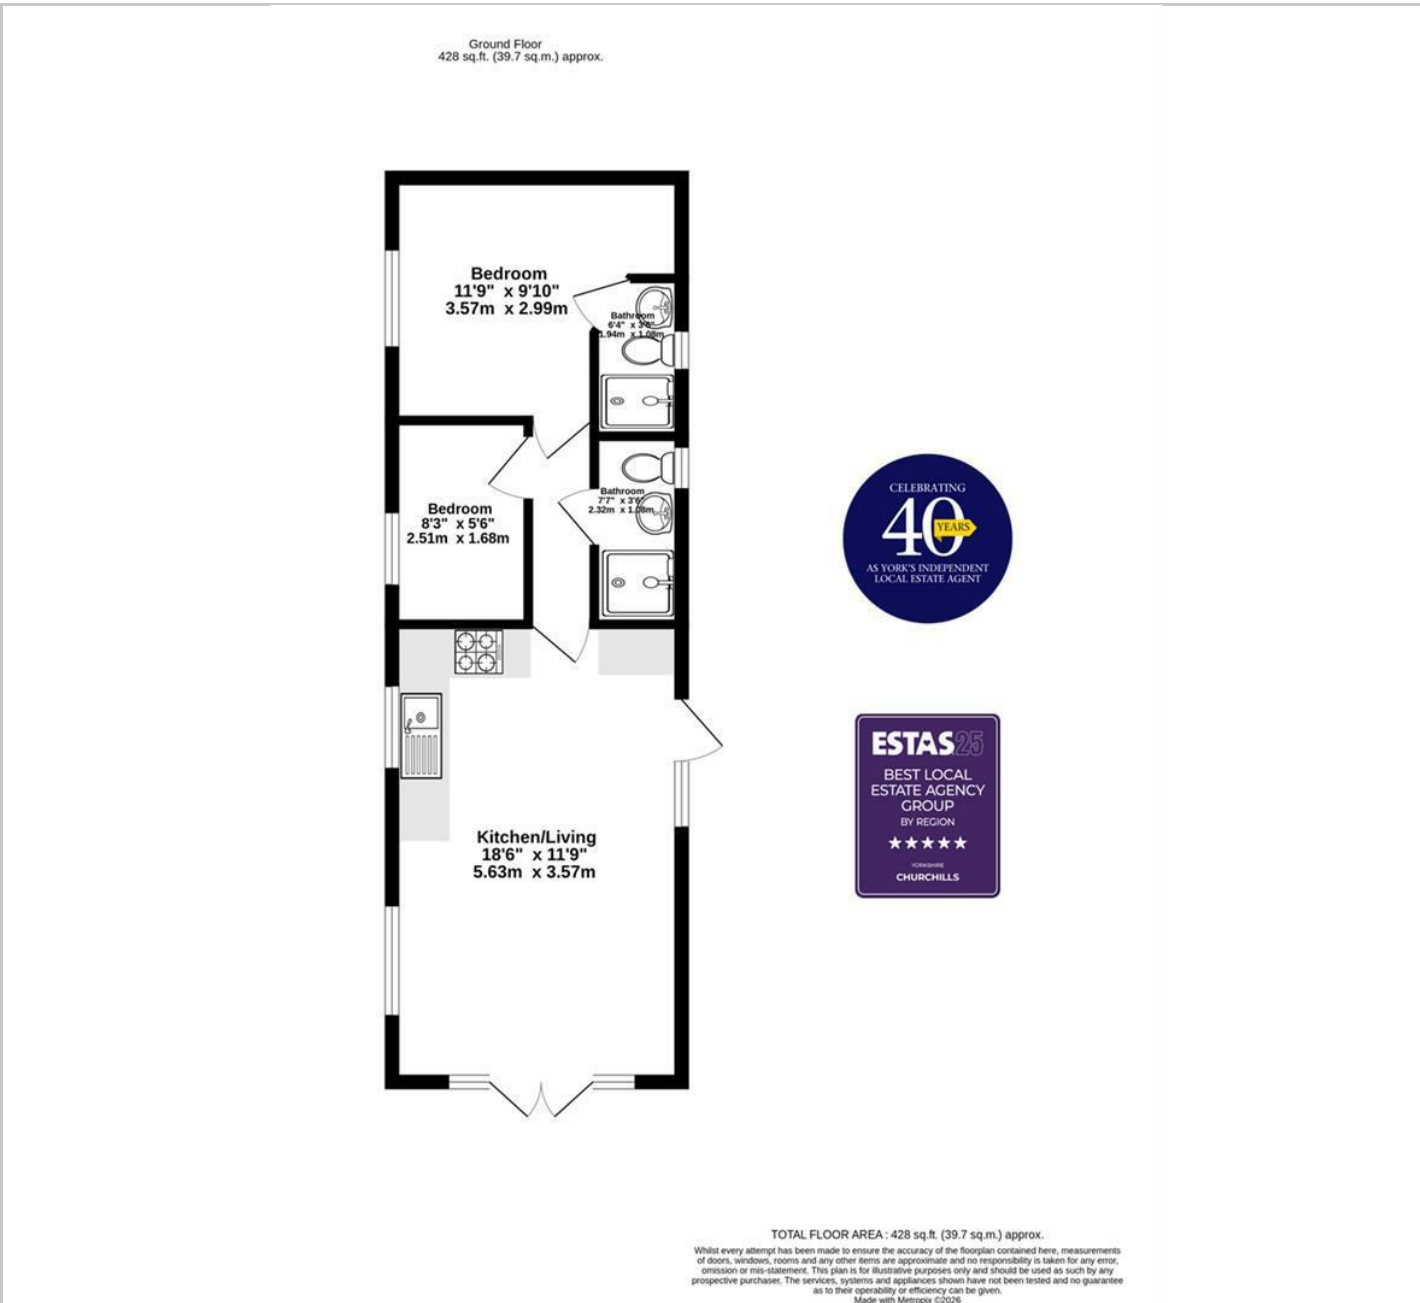 Ground Floor
428 sq.ft. (39.7 sq.m.) approx.
Bedroom
11'9" x 9'10"
3.57m x 2.99m
Bathroom
6'4" x 3'6"
1.94m x 1.08m
Bedroom
8'3" x 5'6"
2.51m x 1.68m
Bathroom
7'7" x 3'6"
2.32m x 1.08m
Kitchen/Living
18'6" x 11'9"
5.63m x 3.57m
CELEBRATING
40
YEARS
AS YORK'S INDEPENDENT
LOCAL ESTATE AGENT
ESTAS25
BEST LOCAL
ESTATE AGENCY
GROUP
BY REGION
★★★★★
YORKSHIRE
CHURCHILLS
TOTAL FLOOR AREA : 428 sq.ft. (39.7 sq.m.) approx.
Whilst every attempt has been made to ensure the accuracy of the floorplan contained here, measurements
of doors, windows, rooms and any other items are approximate and no responsibility is taken for any error,
omission or mis-statement. This plan is for illustrative purposes only and should be used as such by any
prospective purchaser. The services, systems and appliances shown have not been tested and no guarantee
as to their operability or efficiency can be given.
Made with Metropix ©2026